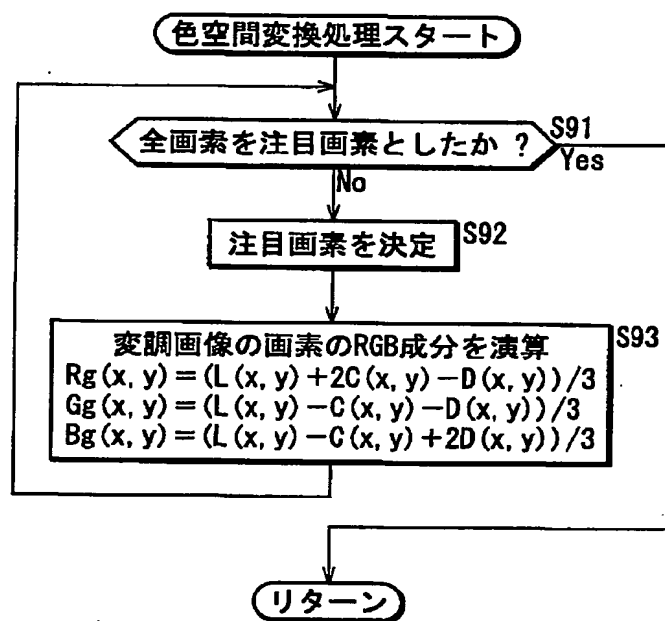 色空間変換処理スタート
全画素を注目画素としたか ?
S91
Yes
No
注目画素を決定
S92
変調画像の画素のRGB成分を演算
S93
Rg(x, y)=(L(x, y)+2C(x, y)-D(x, y))/3
Gg(x, y)=(L(x, y)-C(x, y)-D(x, y))/3
Bg(x, y)=(L(x, y)-C(x, y)+2D(x, y))/3
リターン